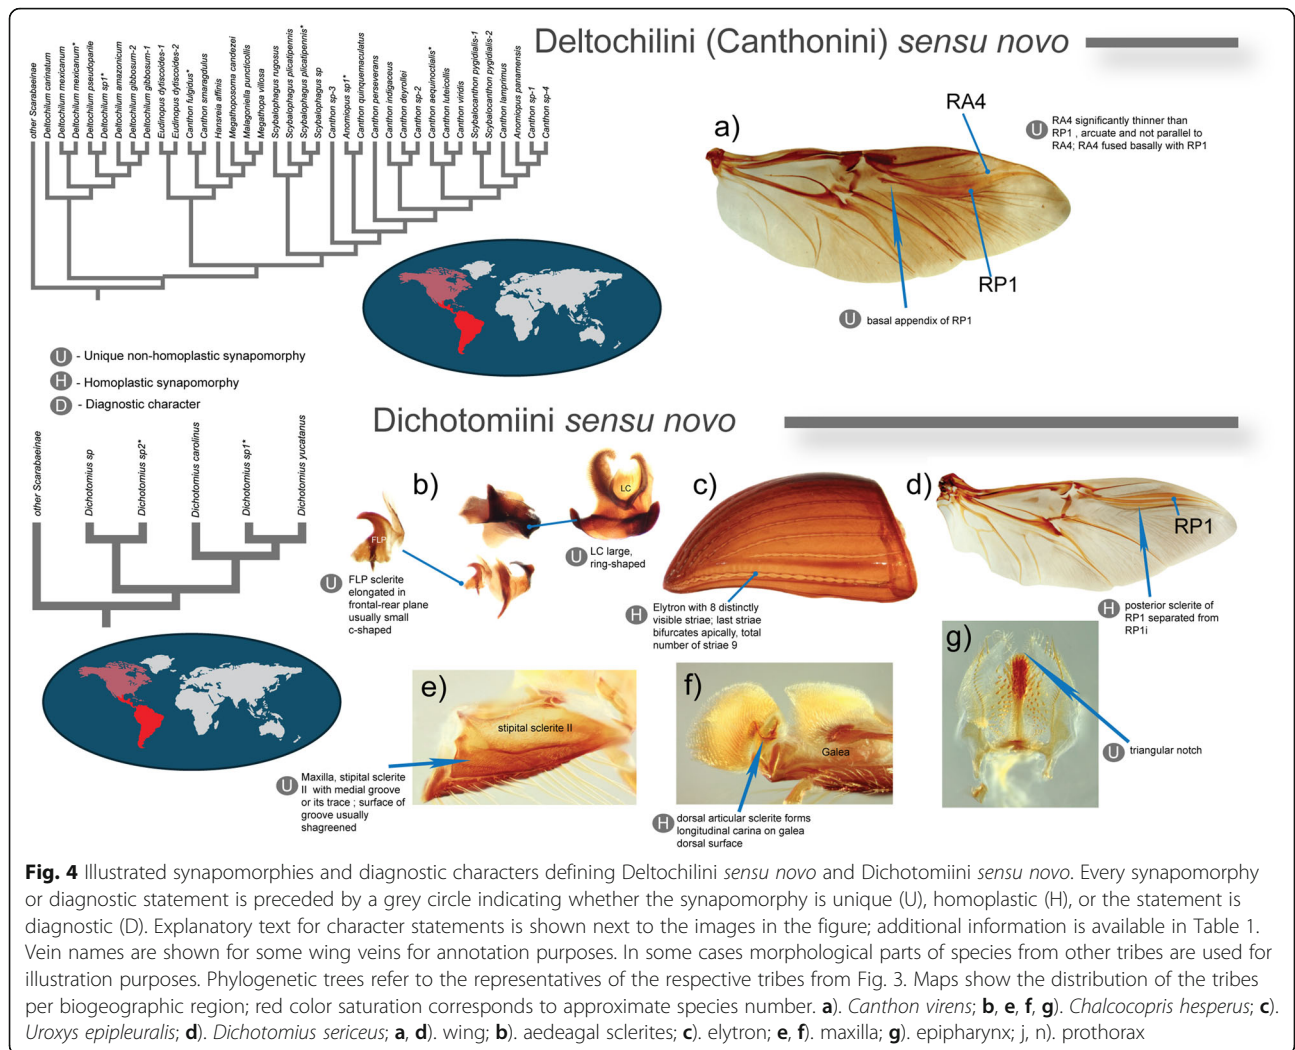 Deltochilini (Canthonini) sensu novo
other Scarabaeinae
Deltochilum carinatum
Deltochilum mexicanum
Deltochilum mexicanum*
Deltochilum pseudoparile
Deltochilum sp1*
Deltochilum amazonicum
Deltochilum gibbosum-2
Deltochilum gibbosum-1
Eudinopus dytiscoides-1
Eudinopus dytiscoides-2
Canthon fulgidus*
Canthon smaragdulus
Hansreia affinis
Megathoposoma candezei
Malagoniella puncticollis
Megathopa villosa
Scybalophagus rugosus
Scybalophagus plicatipennis
Scybalophagus plicatipennis*
Scybalophagus sp
Canthon sp-3
Anomiopus sp1*
Canthon quinquemaculatus
Canthon perseverans
Canthon indigaceus
Canthon deyrollei
Canthon sp-2
Canthon aequinoctialis*
Canthon luteicollis
Canthon viridis
Scybalocanthon pygidialis-1
Scybalocanthon pygidialis-2
Canthon lamprimus
Anomiopus panamensis
Canthon sp-1
Canthon sp-4
a)
RA4
U
RA4 significantly thinner than
RP1 , arcuate and not parallel to
RA4; RA4 fused basally with RP1
RP1
U basal appendix of RP1
U - Unique non-homoplastic synapomorphy
H - Homoplastic synapomorphy
D - Diagnostic character
Dichotomiini sensu novo
other Scarabaeinae
Dichotomius sp
Dichotomius sp2*
Dichotomius carolinus
Dichotomius sp1*
Dichotomius yucatanus
b)
FLP
LC
U LC large,
ring-shaped
U FLP sclerite
elongated in
frontal-rear plane
usually small
c-shaped
c)
H Elytron with 8 distinctly
visible striae; last striae
bifurcates apically, total
number of striae 9
d)
RP1
H posterior sclerite of
RP1 separated from
RP1i
e)
stipital sclerite II
U Maxilla, stipital sclerite
II with medial groove
or its trace ; surface of
groove usually
shagreened
f)
Galea
H dorsal articular sclerite forms
longitudinal carina on galea
dorsal surface
g)
U triangular notch
Fig. 4 Illustrated synapomorphies and diagnostic characters defining Deltochilini sensu novo and Dichotomiini sensu novo. Every synapomorphy
or diagnostic statement is preceded by a grey circle indicating whether the synapomorphy is unique (U), homoplastic (H), or the statement is
diagnostic (D). Explanatory text for character statements is shown next to the images in the figure; additional information is available in Table 1.
Vein names are shown for some wing veins for annotation purposes. In some cases morphological parts of species from other tribes are used for
illustration purposes. Phylogenetic trees refer to the representatives of the respective tribes from Fig. 3. Maps show the distribution of the tribes
per biogeographic region; red color saturation corresponds to approximate species number. a). Canthon virens; b, e, f, g). Chalcocopris hesperus; c).
Uroxys epipleuralis; d). Dichotomius sericeus; a, d). wing; b). aedeagal sclerites; c). elytron; e, f). maxilla; g). epipharynx; j, n). prothorax